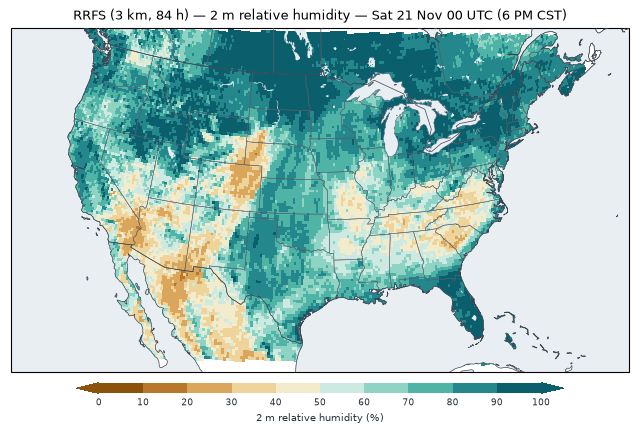 RRFS (3 km, 84 h) — 2 m relative humidity — Sat 21 Nov 00 UTC (6 PM CST)
0 10 20 30 40 50 60 70 80 90 100
2 m relative humidity (%)